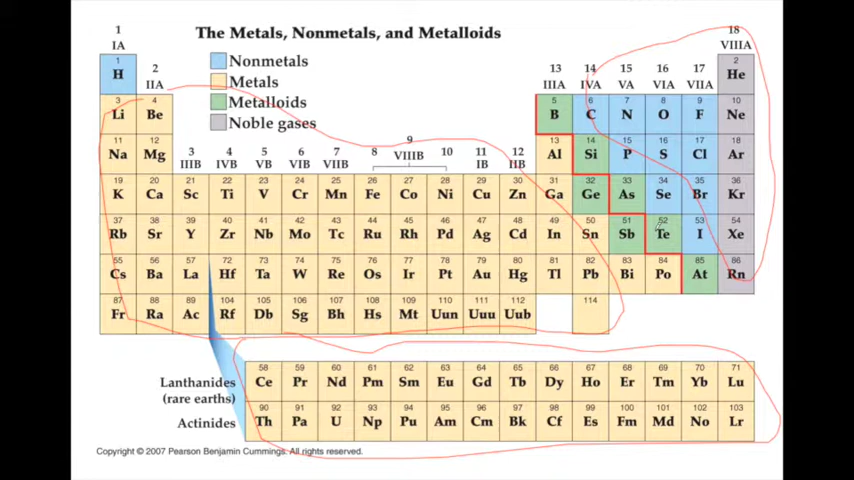 The Metals, Nonmetals, and Metalloids
Nonmetals
Metals
Metalloids
Noble gases
1 18
IA VIIIA
1 2
H 2 13 14 15 16 17 He
IIA IIIA IVA VA VIA VIIA
3 4 5 6 7 8 9 10
Li Be B C N O F Ne
11 12 9 13 14 15 16 17 18
Na Mg 3 4 5 6 7 8 VIIIB 10 11 12 Al Si P S Cl Ar
IIIB IVB VB VIB VIIB IB IIB
19 20 21 22 23 24 25 26 27 28 29 30 31 32 33 34 35 36
K Ca Sc Ti V Cr Mn Fe Co Ni Cu Zn Ga Ge As Se Br Kr
37 38 39 40 41 42 43 44 45 46 47 48 49 50 51 52 53 54
Rb Sr Y Zr Nb Mo Tc Ru Rh Pd Ag Cd In Sn Sb Te I Xe
55 56 57 72 73 74 75 76 77 78 79 80 81 82 83 84 85 86
Cs Ba La Hf Ta W Re Os Ir Pt Au Hg Tl Pb Bi Po At Rn
87 88 89 104 105 106 107 108 109 110 111 112 114
Fr Ra Ac Rf Db Sg Bh Hs Mt Uun Uuu Uub
58 59 60 61 62 63 64 65 66 67 68 69 70 71
Lanthanides Ce Pr Nd Pm Sm Eu Gd Tb Dy Ho Er Tm Yb Lu
(rare earths)
90 91 92 93 94 95 96 97 98 99 100 101 102 103
Actinides Th Pa U Np Pu Am Cm Bk Cf Es Fm Md No Lr
Copyright © 2007 Pearson Benjamin Cummings. All rights reserved.